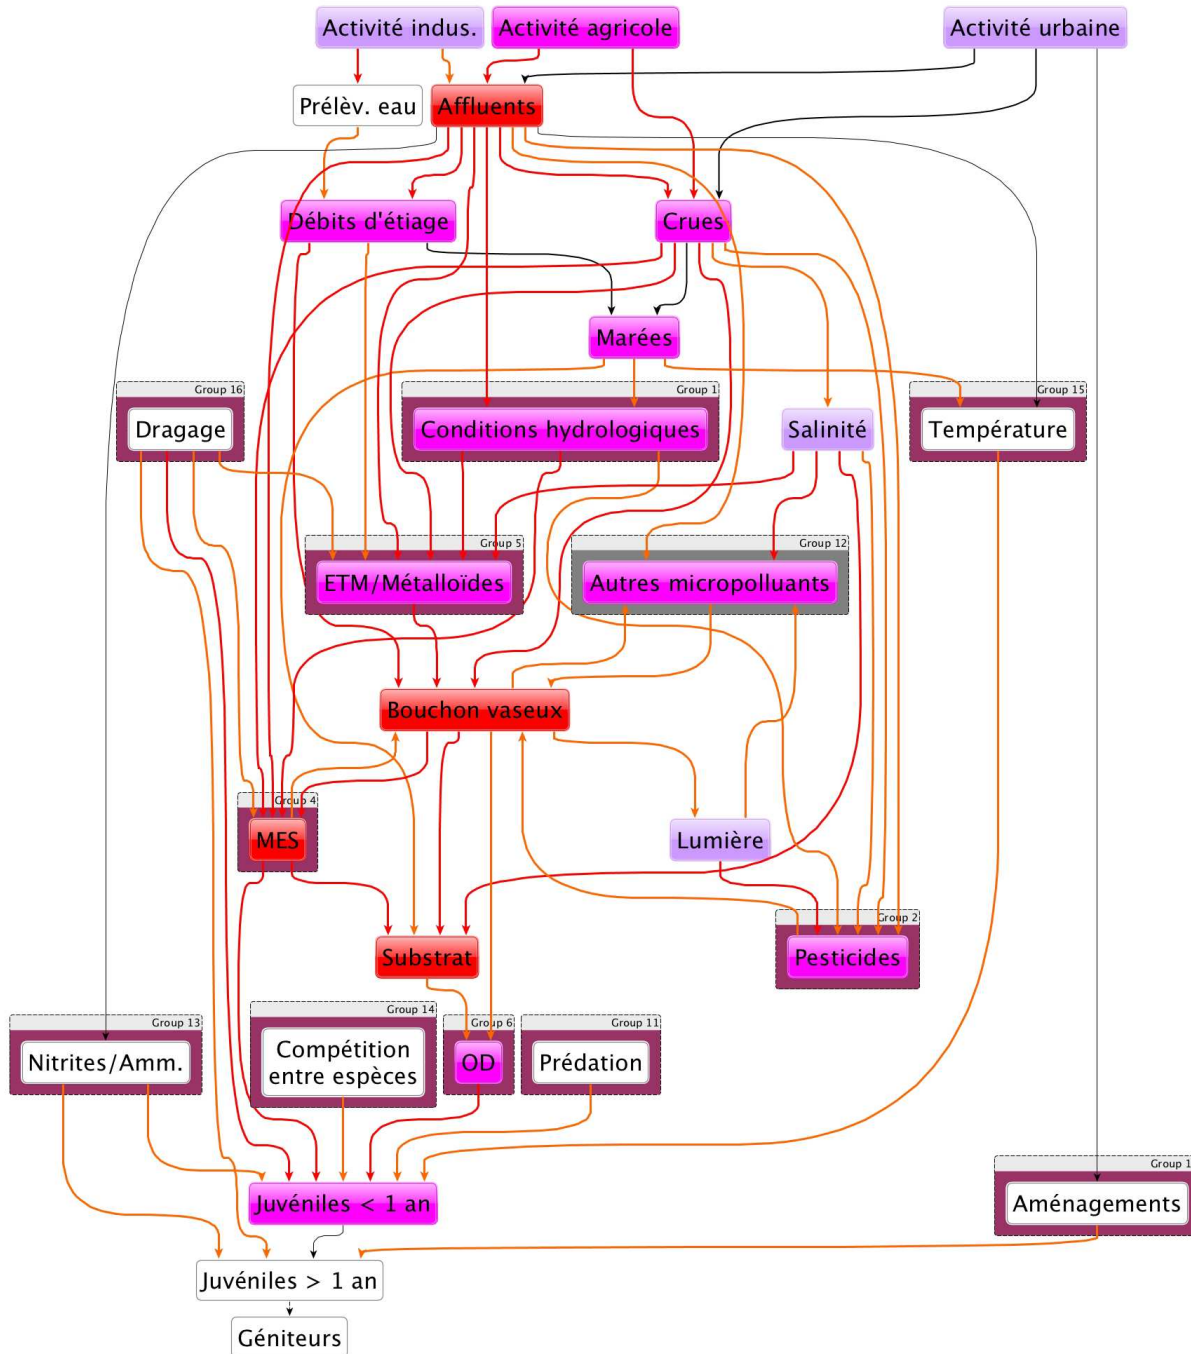 Activité indus.
Activité agricole
Activité urbaine
Prélèv. eau
Affluents
Débits d'étiage
Crues
Marées
Group 16
Dragage
Group 1
Conditions hydrologiques
Salinité
Group 15
Température
Group 5
ETM/Métalloïdes
Group 12
Autres micropolluants
Bouchon vaseux
Group 4
MES
Lumière
Group 2
Pesticides
Substrat
Group 13
Nitrites/Amm.
Group 14
Compétition
entre espèces
Group 6
OD
Group 11
Prédation
Juvéniles < 1 an
Group 1
Aménagements
Juvéniles > 1 an
Géniteurs